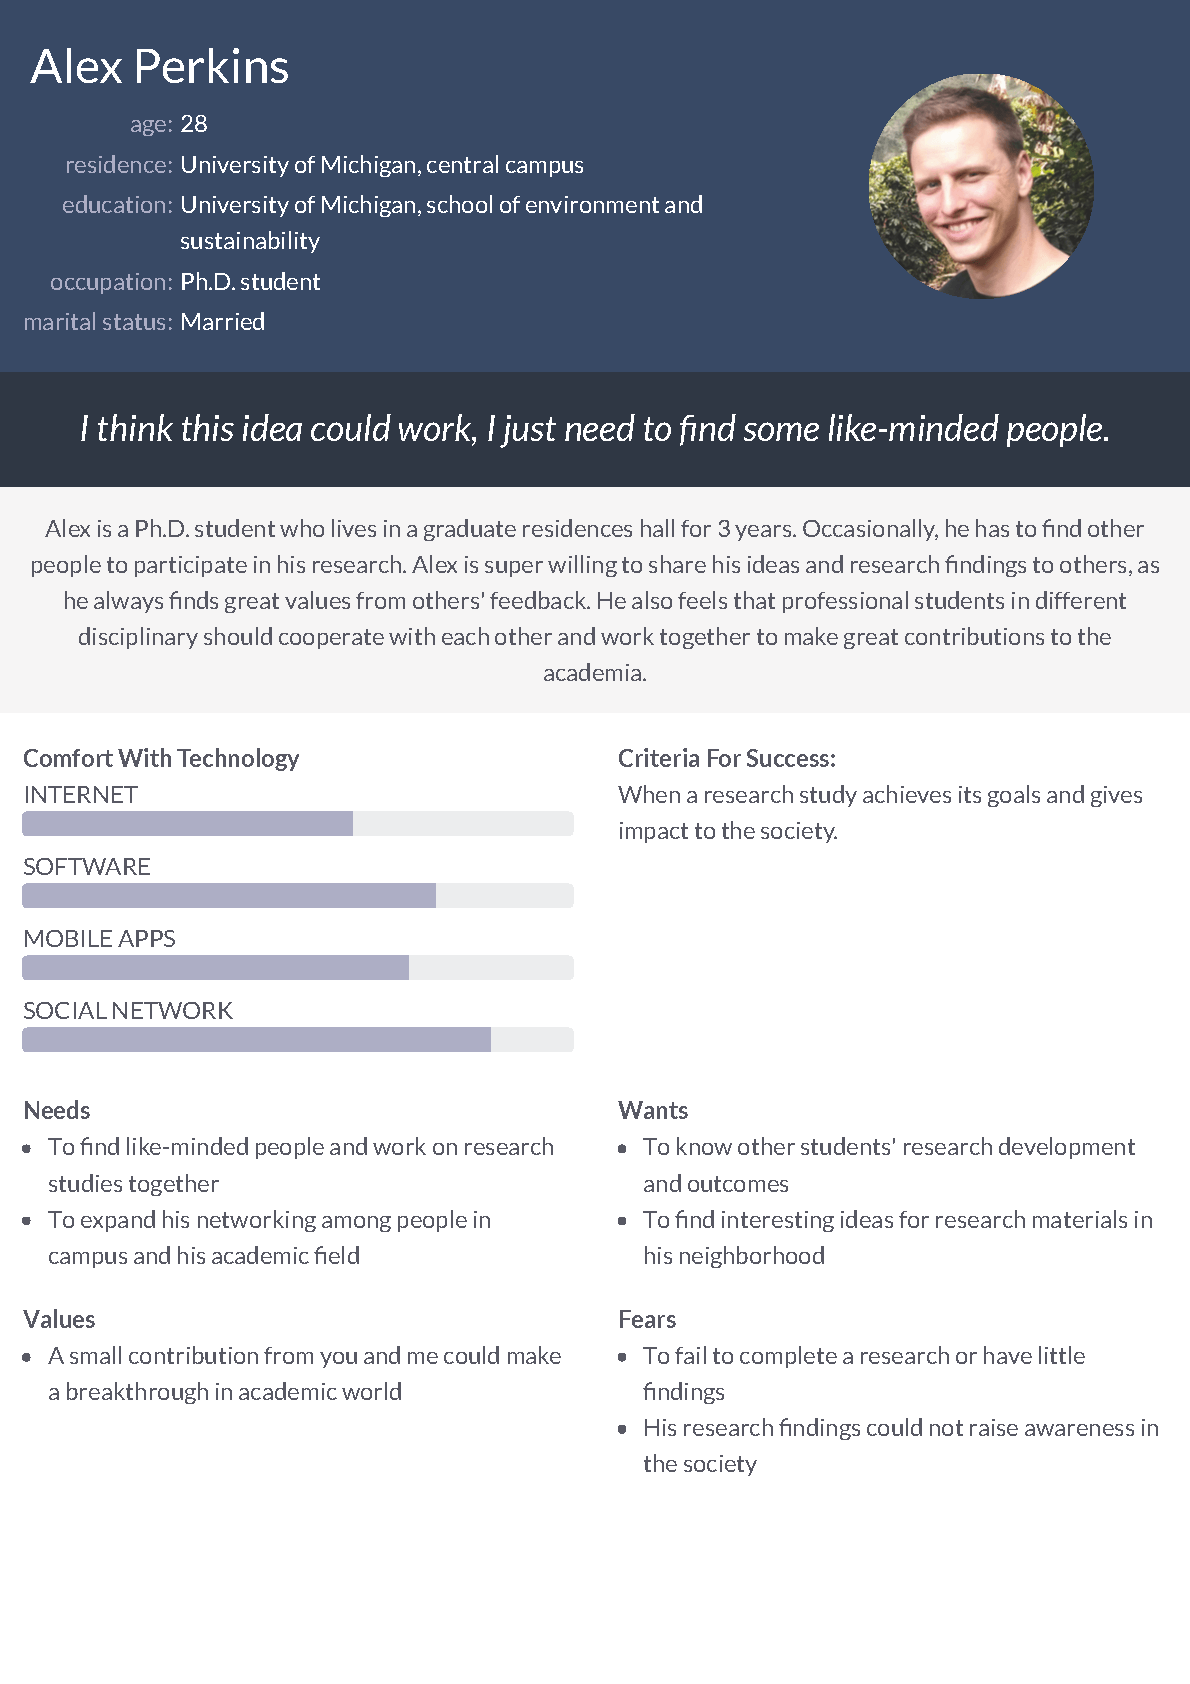 Alex Perkins
age: 28
residence: University of Michigan, central campus
education: University of Michigan, school of environment and
sustainability
occupation: Ph.D. student
marital status: Married
I think this idea could work, I just need to find some like-minded people.
Alex is a Ph.D. student who lives in a graduate residences hall for 3 years. Occasionally, he has to find other
people to participate in his research. Alex is super willing to share his ideas and research findings to others, as
he always finds great values from others' feedback. He also feels that professional students in different
disciplinary should cooperate with each other and work together to make great contributions to the
academia.
Comfort With Technology
INTERNET
SOFTWARE
MOBILE APPS
SOCIAL NETWORK
Criteria For Success:
When a research study achieves its goals and gives
impact to the society.
Needs
• To find like-minded people and work on research
studies together
• To expand his networking among people in
campus and his academic field
Wants
• To know other students' research development
and outcomes
• To find interesting ideas for research materials in
his neighborhood
Values
• A small contribution from you and me could make
a breakthrough in academic world
Fears
• To fail to complete a research or have little
findings
• His research findings could not raise awareness in
the society